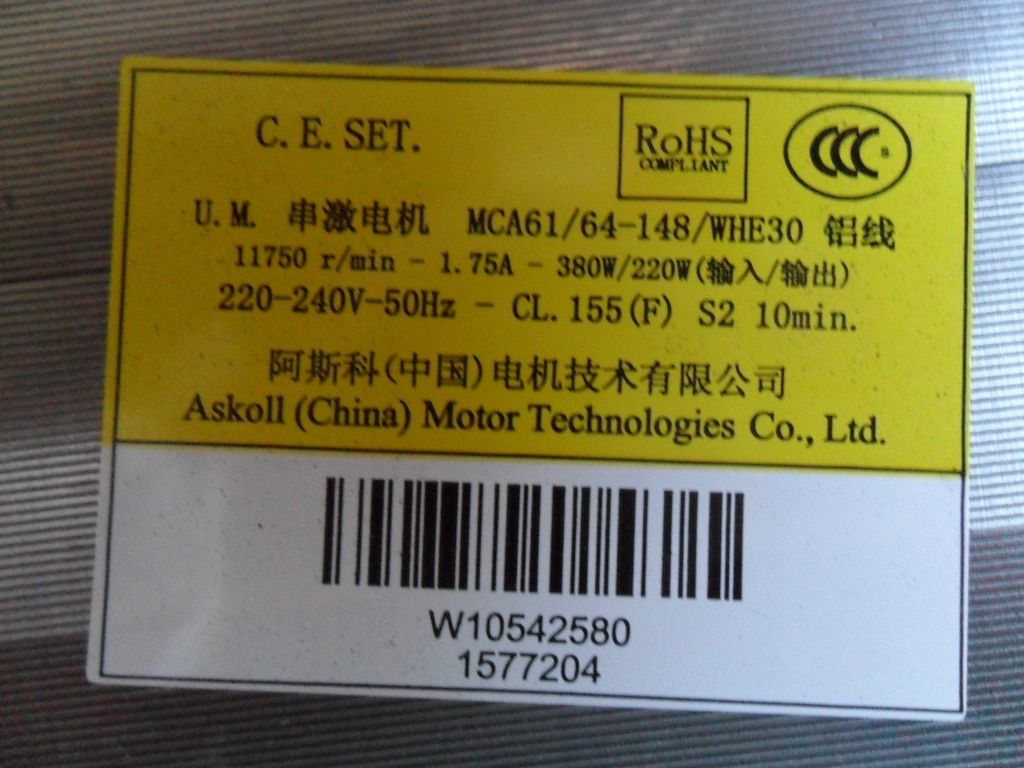 C.E.SET.
RoHS
COMPLIANT
CCC
U.M. 串激电机 MCA61/64-148/WHE30 铝线
11750 r/min - 1.75A - 380W/220W(输入/输出)
220-240V-50Hz - CL.155(F) S2 10min.
阿斯科(中国)电机技术有限公司
Askoll (China) Motor Technologies Co., Ltd.
W10542580
1577204